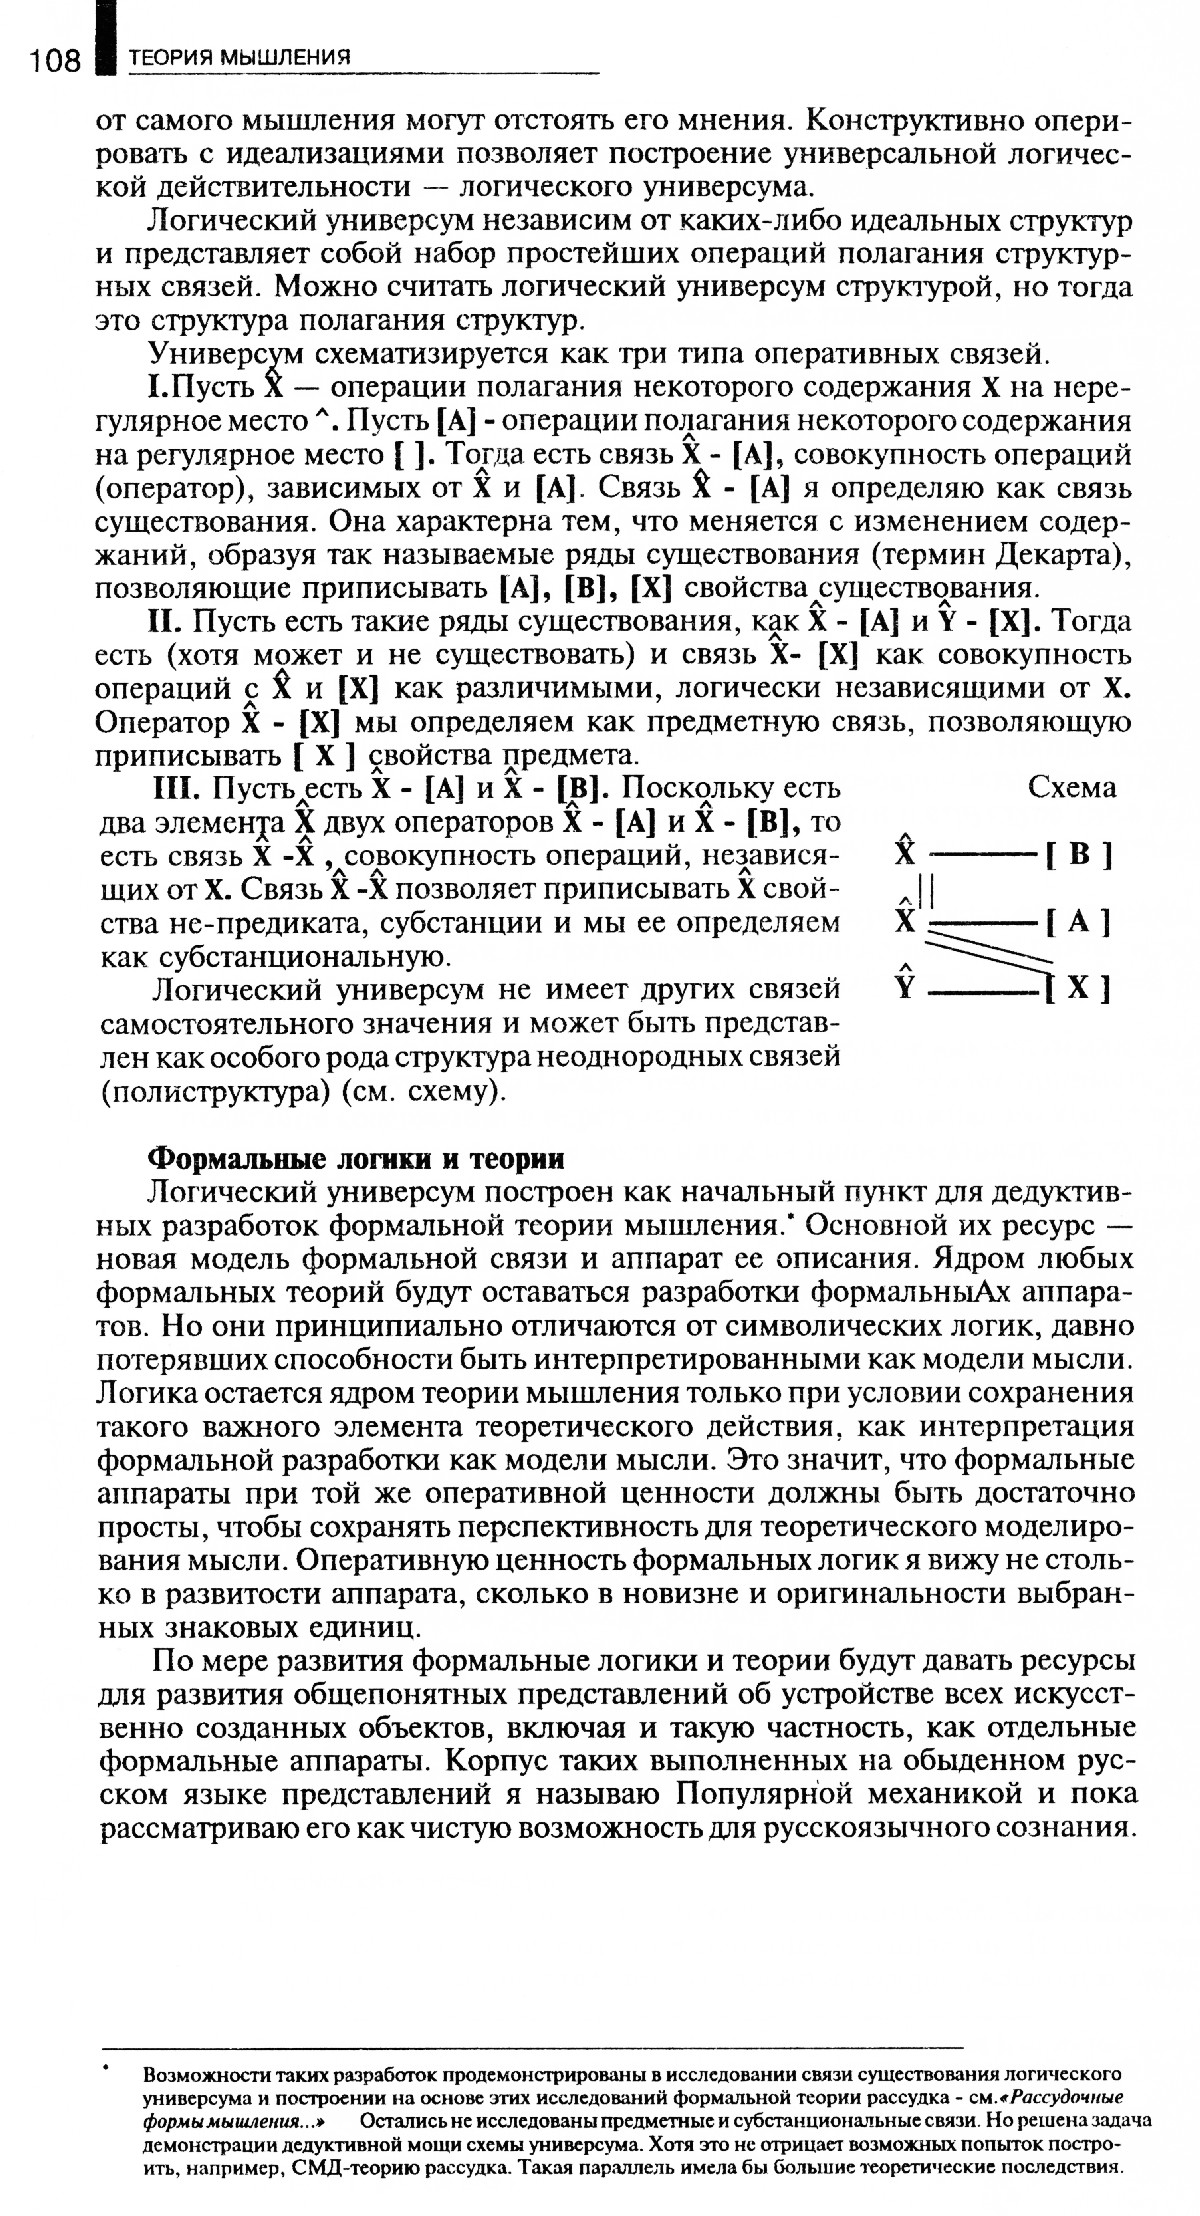 108 ТЕОРИЯ МЫШЛЕНИЯ
от самого мышления могут отстоять его мнения. Конструктивно опери-
ровать с идеализациями позволяет построение универсальной логичес-
кой действительности — логического универсума.
Логический универсум независим от каких-либо идеальных структур
и представляет собой набор простейших операций полагания структур-
ных связей. Можно считать логический универсум структурой, но тогда
это структура полагания структур.
Универсум схематизируется как три типа оперативных связей.
I.Пусть X̂ — операции полагания некоторого содержания X на нере-
гулярное место ^. Пусть [A] - операции полагания некоторого содержания
на регулярное место [ ]. Тогда есть связь X̂ - [A], совокупность операций
(оператор), зависимых от X̂ и [A]. Связь X̂ - [A] я определяю как связь
существования. Она характерна тем, что меняется с изменением содер-
жаний, образуя так называемые ряды существования (термин Декарта),
позволяющие приписывать [A], [B], [X] свойства существования.
II. Пусть есть такие ряды существования, как X̂ - [A] и Ŷ - [X]. Тогда
есть (хотя может и не существовать) и связь X̂- [X] как совокупность
операций с X̂ и [X] как различимыми, логически независящими от X.
Оператор X̂ - [X] мы определяем как предметную связь, позволяющую
приписывать [ X ] свойства предмета.
III. Пусть есть X̂ - [A] и X̂ - [B]. Поскольку есть
два элемента X̂ двух операторов X̂ - [A] и X̂ - [B], то
есть связь X̂ -X̂ , совокупность операций, независя-
щих от X. Связь X̂ -X̂ позволяет приписывать X̂ свой-
ства не-предиката, субстанции и мы ее определяем
как субстанциональную.
Логический универсум не имеет других связей
самостоятельного значения и может быть представ-
лен как особого рода структура неоднородных связей
(полиструктура) (см. схему).
Схема
X̂ [ B ]
X̂ [ A ]
Ŷ [ X ]
Формальные логики и теории
Логический универсум построен как начальный пункт для дедуктив-
ных разработок формальной теории мышления.* Основной их ресурс —
новая модель формальной связи и аппарат ее описания. Ядром любых
формальных теорий будут оставаться разработки формальныАх аппара-
тов. Но они принципиально отличаются от символических логик, давно
потерявших способности быть интерпретированными как модели мысли.
Логика остается ядром теории мышления только при условии сохранения
такого важного элемента теоретического действия, как интерпретация
формальной разработки как модели мысли. Это значит, что формальные
аппараты при той же оперативной ценности должны быть достаточно
просты, чтобы сохранять перспективность для теоретического моделиро-
вания мысли. Оперативную ценность формальных логик я вижу не столь-
ко в развитости аппарата, сколько в новизне и оригинальности выбран-
ных знаковых единиц.
По мере развития формальные логики и теории будут давать ресурсы
для развития общепонятных представлений об устройстве всех искусст-
венно созданных объектов, включая и такую частность, как отдельные
формальные аппараты. Корпус таких выполненных на обыденном рус-
ском языке представлений я называю Популярной механикой и пока
рассматриваю его как чистую возможность для русскоязычного сознания.
* Возможности таких разработок продемонстрированы в исследовании связи существования логического
универсума и построении на основе этих исследований формальной теории рассудка - см.«Рассудочные
формы мышления...» Остались не исследованы предметные и субстанциональные связи. Но решена задача
демонстрации дедуктивной мощи схемы универсума. Хотя это не отрицает возможных попыток постро-
ить, например, СМД-теорию рассудка. Такая параллель имела бы большие теоретические последствия.